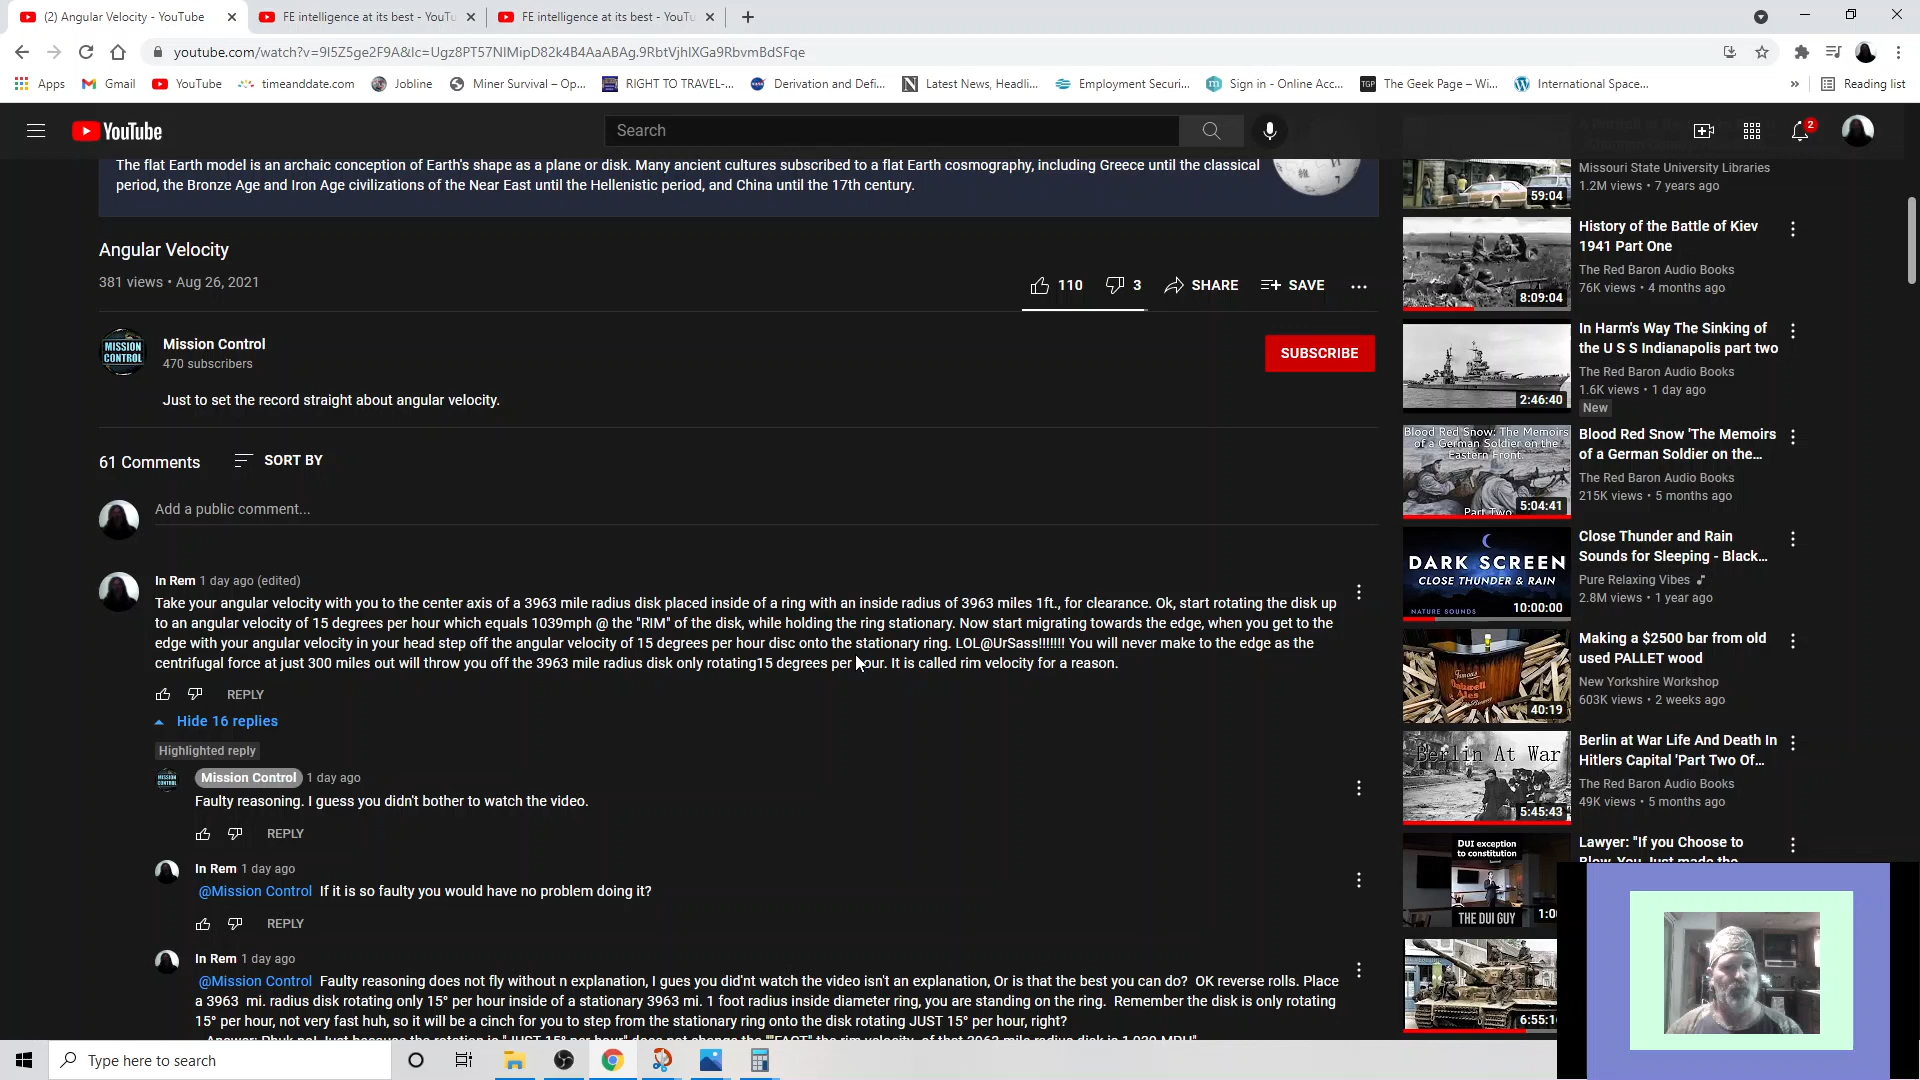 (2) Angular Velocity - YouTube
FE intelligence at its best - YouTu
FE intelligence at its best - YouTu
youtube.com/watch?v=9I5Z5ge2F9A&lc=Ugz8PT57NIMipD82k4B4AaABAg.9RbtVjhIXGa9RbvmBdSFqe
Apps
Gmail
YouTube
timeanddate.com
Jobline
Miner Survival – Op...
RIGHT TO TRAVEL-...
Derivation and Defi...
Latest News, Headli...
Employment Securi...
Sign in - Online Acc...
TGP
The Geek Page – Wi...
International Space...
»
Reading list
YouTube
Search
2
The flat Earth model is an archaic conception of Earth's shape as a plane or disk. Many ancient cultures subscribed to a flat Earth cosmography, including Greece until the classical
period, the Bronze Age and Iron Age civilizations of the Near East until the Hellenistic period, and China until the 17th century.
Angular Velocity
381 views • Aug 26, 2021
110
3
SHARE
SAVE
MISSION
CONTROL
Mission Control
470 subscribers
SUBSCRIBE
Just to set the record straight about angular velocity.
61 Comments
SORT BY
Add a public comment...
In Rem 1 day ago (edited)
Take your angular velocity with you to the center axis of a 3963 mile radius disk placed inside of a ring with an inside radius of 3963 miles 1ft., for clearance. Ok, start rotating the disk up
to an angular velocity of 15 degrees per hour which equals 1039mph @ the "RIM" of the disk, while holding the ring stationary. Now start migrating towards the edge, when you get to the
edge with your angular velocity in your head step off the angular velocity of 15 degrees per hour disc onto the stationary ring. LOL@UrSass!!!!!!! You will never make to the edge as the
centrifugal force at just 300 miles out will throw you off the 3963 mile radius disk only rotating15 degrees per hour. It is called rim velocity for a reason.
REPLY
Hide 16 replies
Highlighted reply
Mission Control 1 day ago
Faulty reasoning. I guess you didn't bother to watch the video.
REPLY
In Rem 1 day ago
@Mission Control If it is so faulty you would have no problem doing it?
REPLY
In Rem 1 day ago
@Mission Control Faulty reasoning does not fly without n explanation, I gues you did'nt watch the video isn't an explanation, Or is that the best you can do? OK reverse rolls. Place
a 3963 mi. radius disk rotating only 15° per hour inside of a stationary 3963 mi. 1 foot radius inside diameter ring, you are standing on the ring. Remember the disk is only rotating
15° per hour, not very fast huh, so it will be a cinch for you to step from the stationary ring onto the disk rotating JUST 15° per hour, right?
Missouri State University Libraries
1.2M views • 7 years ago
59:04
History of the Battle of Kiev
1941 Part One
The Red Baron Audio Books
76K views • 4 months ago
8:09:04
In Harm's Way The Sinking of
the U S S Indianapolis part two
The Red Baron Audio Books
1.6K views • 1 day ago
New
2:46:40
Blood Red Snow: The Memoirs
of a German Soldier on the
Eastern Front.
Part Two
5:04:41
Blood Red Snow 'The Memoirs
of a German Soldier on the...
The Red Baron Audio Books
215K views • 5 months ago
DARK SCREEN
CLOSE THUNDER & RAIN
NATURE SOUNDS
10:00:00
Close Thunder and Rain
Sounds for Sleeping - Black...
Pure Relaxing Vibes
2.8M views • 1 year ago
40:19
Making a $2500 bar from old
used PALLET wood
New Yorkshire Workshop
603K views • 2 weeks ago
Berlin At War
5:45:43
Berlin at War Life And Death In
Hitlers Capital 'Part Two Of...
The Red Baron Audio Books
49K views • 5 months ago
DUI exception
to constitution
THE DUI GUY
Lawyer: "If you Choose to
6:55:1
Type here to search